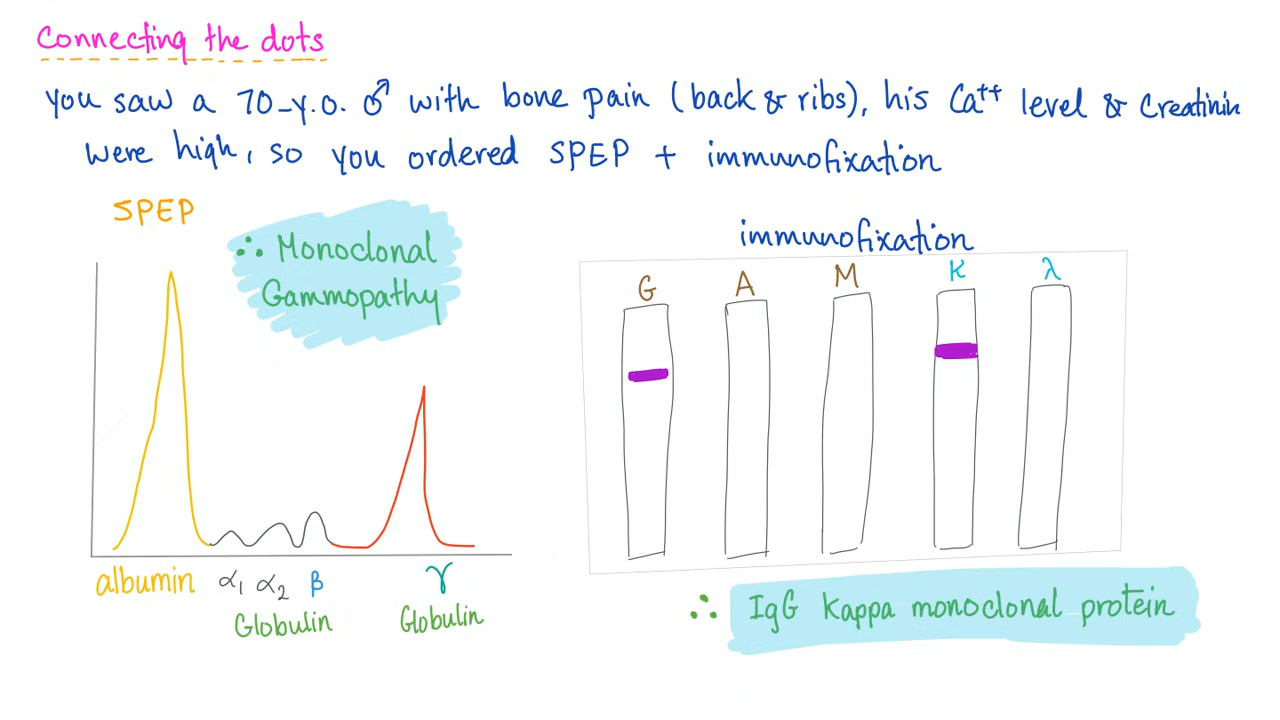 Connecting the dots
you saw a 70-y.o. ♂ with bone pain (back & ribs), his Ca++ level & Creatinin
were high, so you ordered SPEP + immunofixation
SPEP
∴ Monoclonal
Gammopathy
albumin α1 α2 β γ
Globulin Globulin
immunofixation
G A M K λ
∴ IgG Kappa monoclonal protein